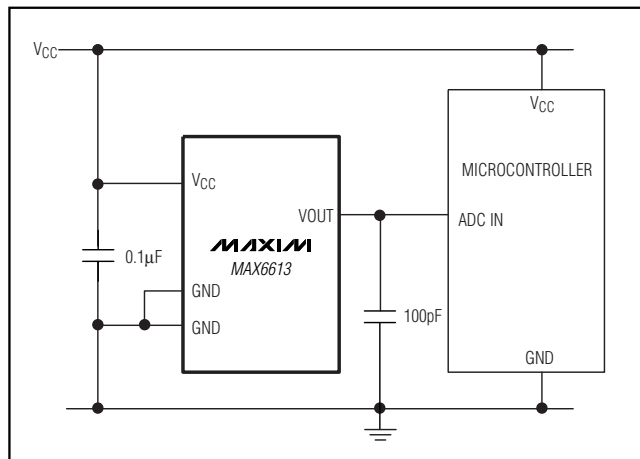 VCC
VCC
MICROCONTROLLER
VCC
VOUT
ADC IN
MAXIM
MAX6613
0.1µF
GND
GND
100pF
GND